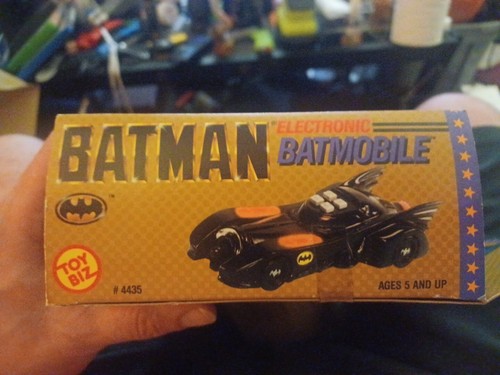 BATMAN
ELECTRONIC
BATMOBILE
TM
TOY
BIZ
# 4435
AGES 5 AND UP